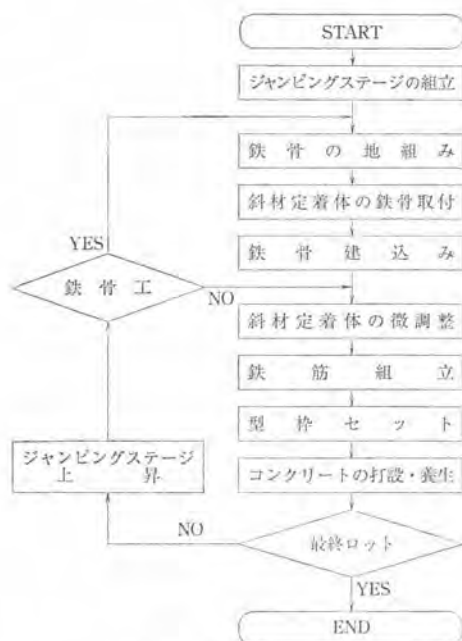 START
ジャンピングステージの組立
鉄骨の地組み
斜材定着体の鉄骨取付
鉄骨建込み
YES
鉄骨工
NO
斜材定着体の微調整
鉄筋組立
型枠セット
ジャンピングステージ
上昇
コンクリートの打設・養生
NO
最終ロット
YES
END